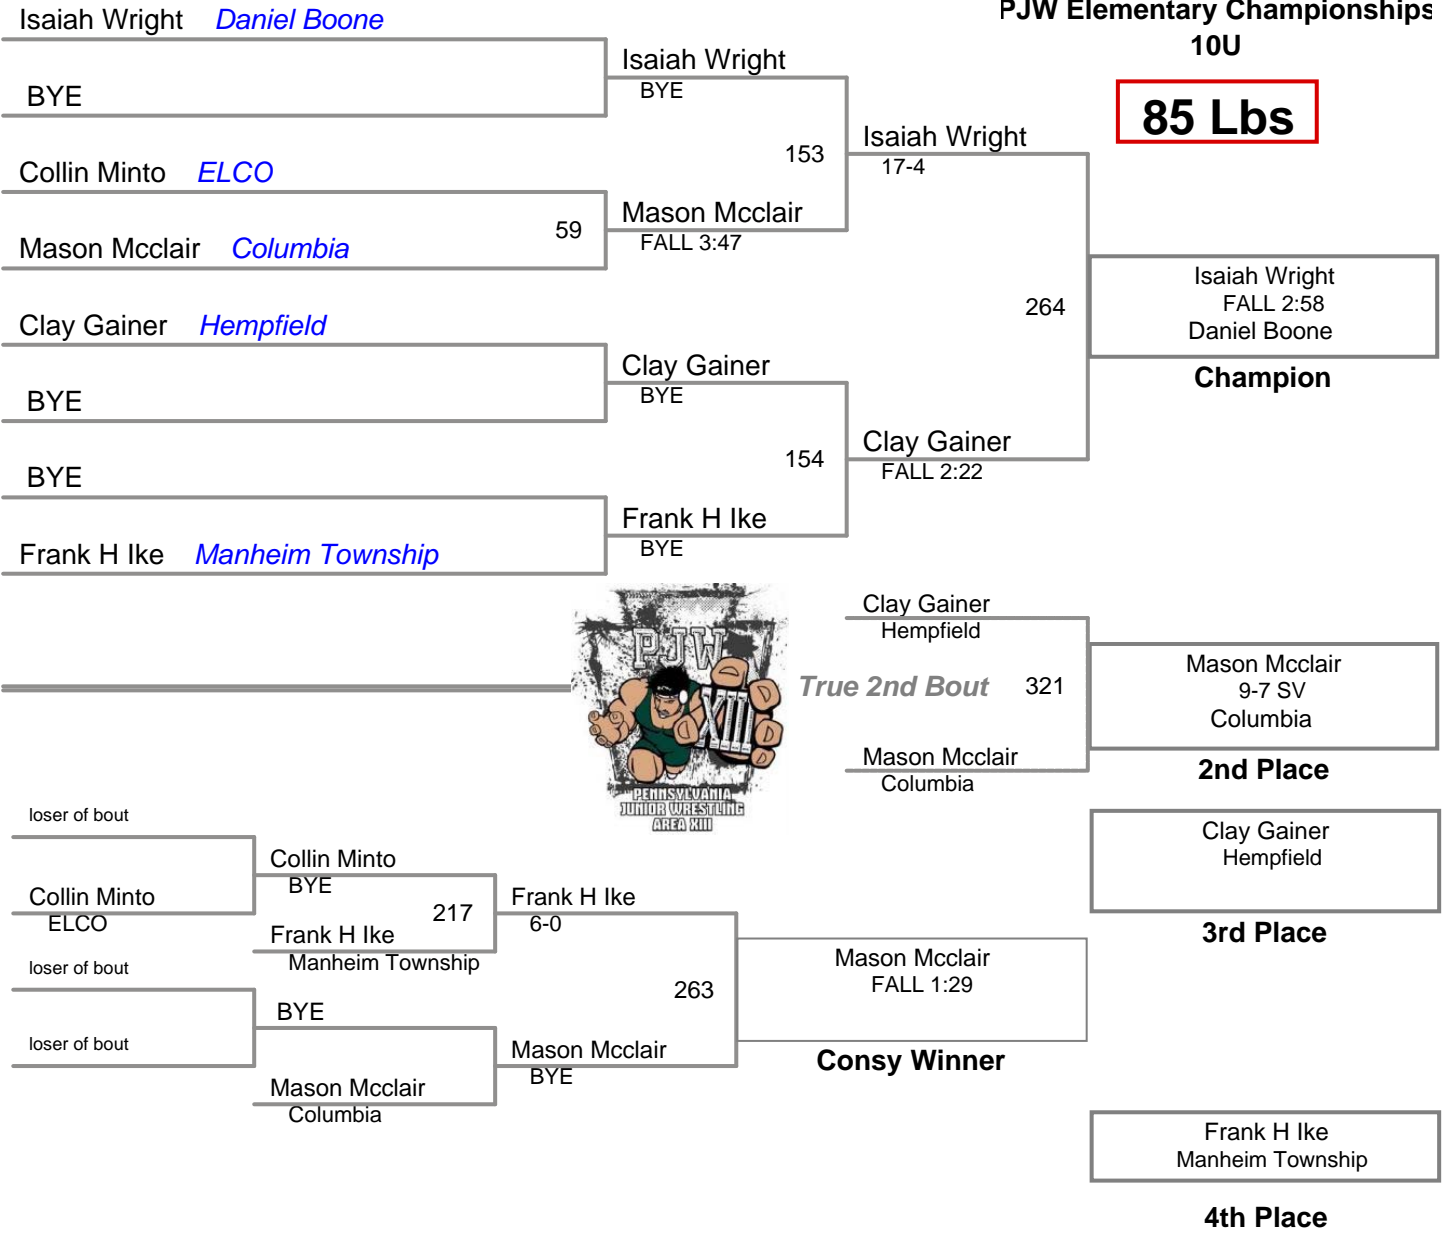 PJW Elementary Championships
10U
85 Lbs
Isaiah Wright Daniel Boone
BYE
Collin Minto ELCO
59
Mason Mcclair Columbia
Clay Gainer Hempfield
BYE
BYE
Frank H Ike Manheim Township
Isaiah Wright
BYE
153
Mason Mcclair
FALL 3:47
Clay Gainer
BYE
154
Frank H Ike
BYE
Isaiah Wright
17-4
264
Clay Gainer
FALL 2:22
Isaiah Wright
FALL 2:58
Daniel Boone
Champion
PJW
XIII
PENNSYLVANIA
JUNIOR WRESTLING
AREA XIII
Clay Gainer
Hempfield
True 2nd Bout 321
Mason Mcclair
Columbia
Mason Mcclair
9-7 SV
Columbia
2nd Place
Clay Gainer
Hempfield
3rd Place
loser of bout
Collin Minto
ELCO
loser of bout
loser of bout
Collin Minto
BYE
217
Frank H Ike
Manheim Township
BYE
Mason Mcclair
Columbia
Frank H Ike
6-0
263
Mason Mcclair
BYE
Mason Mcclair
FALL 1:29
Consy Winner
Frank H Ike
Manheim Township
4th Place